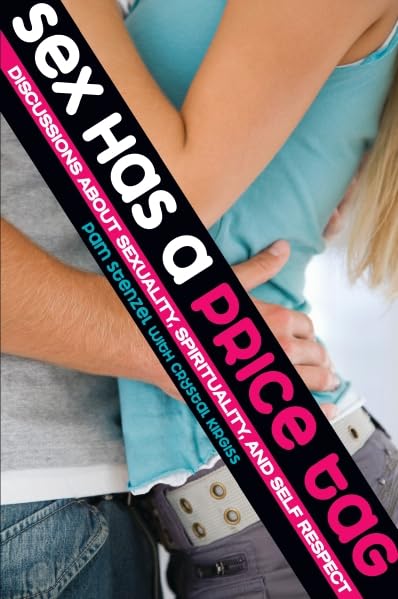 sex has a PRICE tag
DISCUSSIONS ABOUT SEXUALITY, SPIRITUALITY, AND SELF RESPECT
pam stenzel with crystal kirgiss